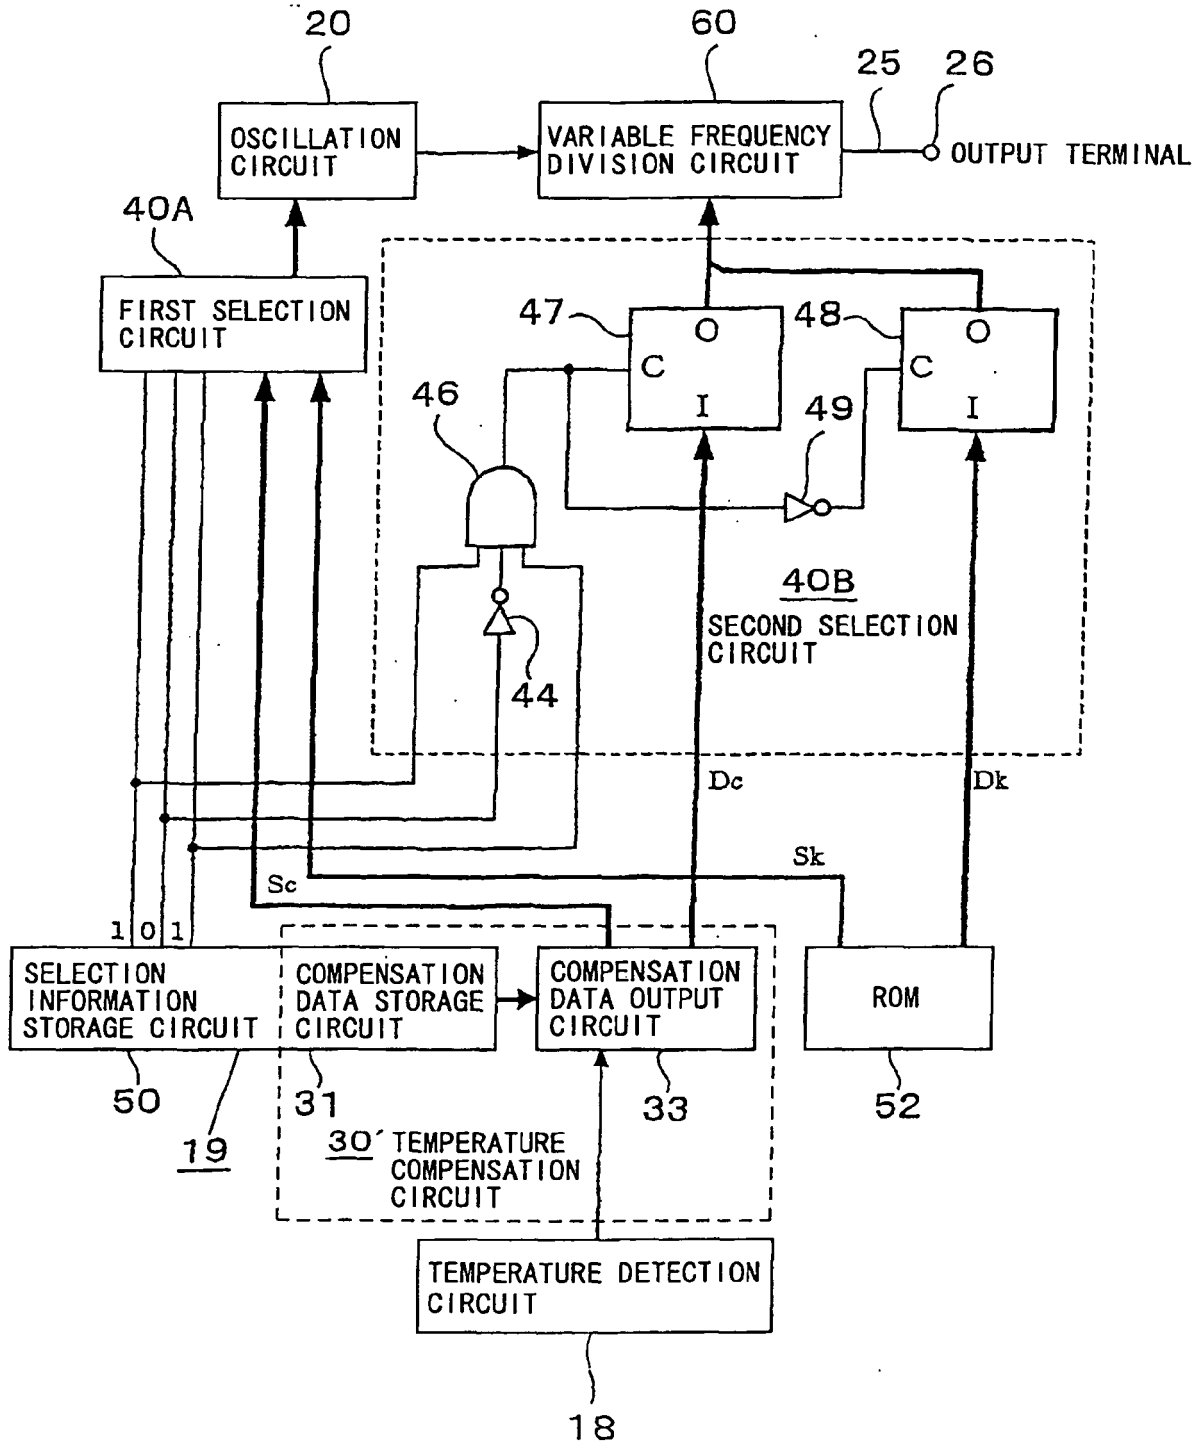 20
60
25
26
OSCILLATION
CIRCUIT
VARIABLE FREQUENCY
DIVISION CIRCUIT
OUTPUT TERMINAL
40A
FIRST SELECTION
CIRCUIT
47
O
C
I
48
O
C
I
46
49
44
40B
SECOND SELECTION
CIRCUIT
Dc
Dk
Sk
Sc
1 0 1
SELECTION
INFORMATION
STORAGE CIRCUIT
COMPENSATION
DATA STORAGE
CIRCUIT
COMPENSATION
DATA OUTPUT
CIRCUIT
ROM
50
31
33
52
19
30′ TEMPERATURE
COMPENSATION
CIRCUIT
TEMPERATURE DETECTION
CIRCUIT
18